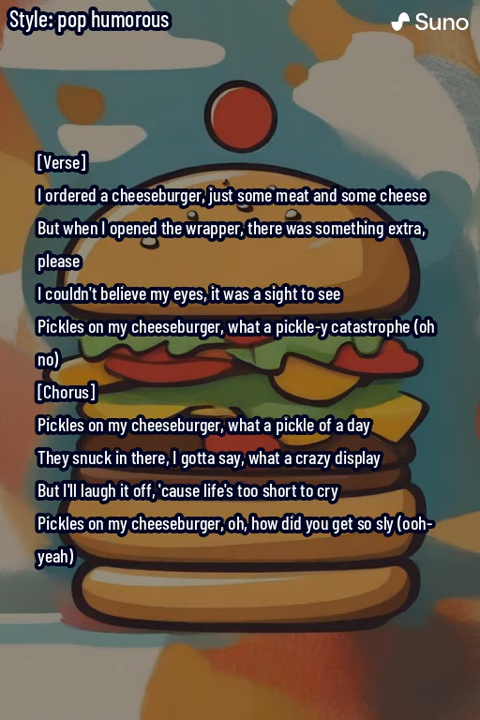 Style: pop humorous
Suno
[Verse]
I ordered a cheeseburger, just some meat and some cheese
But when I opened the wrapper, there was something extra,
please
I couldn't believe my eyes, it was a sight to see
Pickles on my cheeseburger, what a pickle-y catastrophe (oh
no)
[Chorus]
Pickles on my cheeseburger, what a pickle of a day
They snuck in there, I gotta say, what a crazy display
But I'll laugh it off, 'cause life's too short to cry
Pickles on my cheeseburger, oh, how did you get so sly (ooh-
yeah)